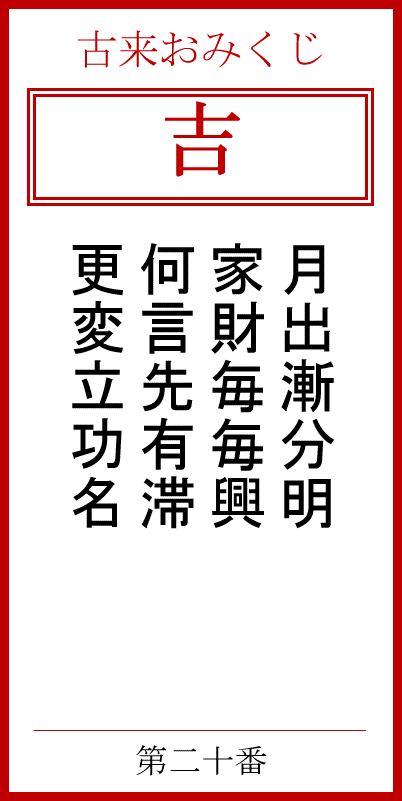 古来おみくじ
吉
月出漸分明
家財毎毎興
何言先有滞
更変立功名
第二十番